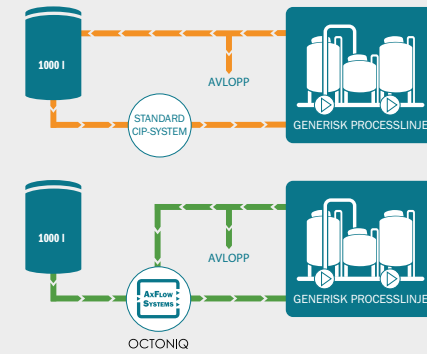 1000 l
AVLOPP
STANDARD
CIP-SYSTEM
GENERISK PROCESSLINJE
1000 l
AVLOPP
AxFlow
Systems
GENERISK PROCESSLINJE
OCTONIQ